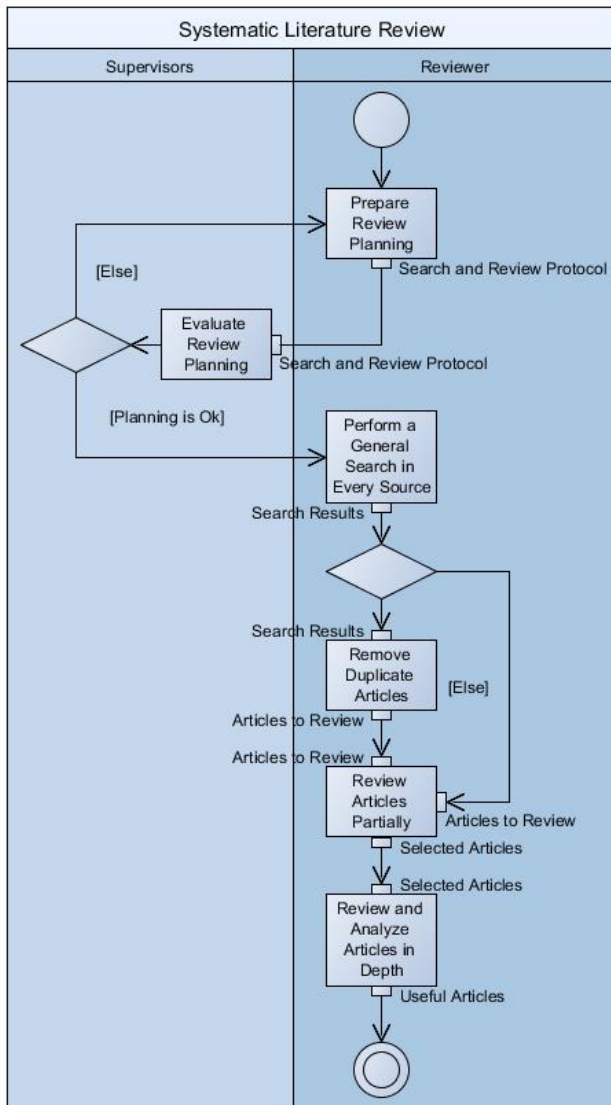 Systematic Literature Review
Supervisors
Reviewer
Prepare
Review
Planning
Search and Review Protocol
[Else]
Evaluate
Review
Planning
Search and Review Protocol
[Planning is Ok]
Perform a
General
Search in
Every Source
Search Results
Search Results
Remove
Duplicate
Articles
[Else]
Articles to Review
Articles to Review
Review
Articles
Partially
Articles to Review
Selected Articles
Selected Articles
Review and
Analyze
Articles in
Depth
Useful Articles